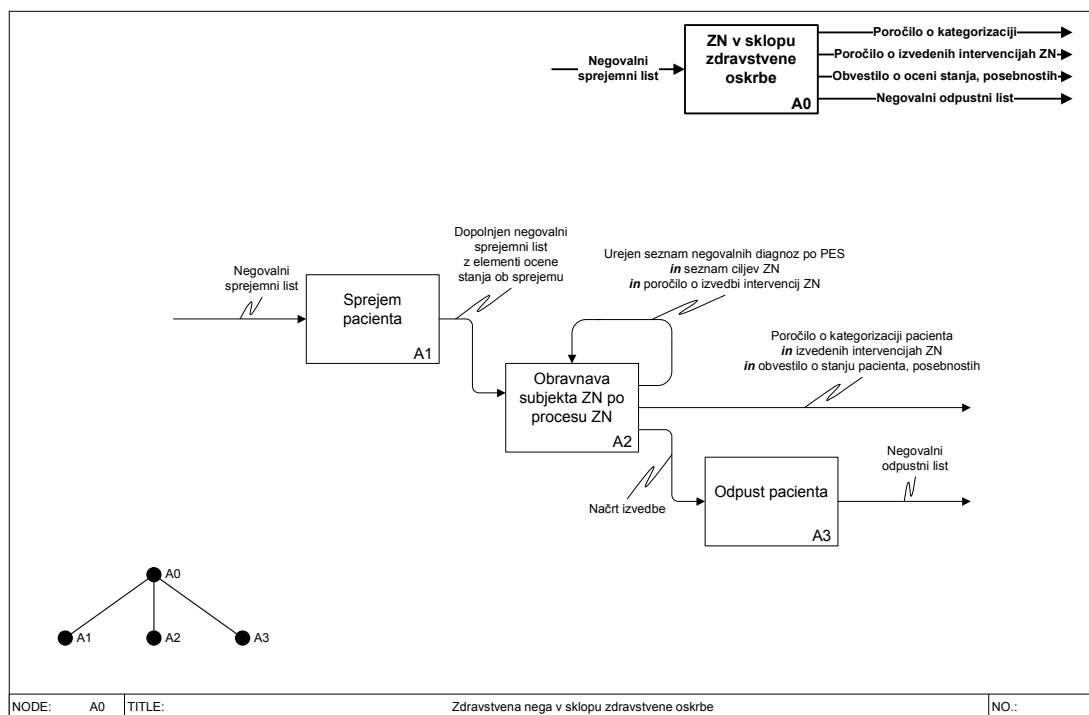 ZN v sklopu
zdravstvene
oskrbe
A0
Negovalni
sprejemni list
Poročilo o kategorizaciji
Poročilo o izvedenih intervencijah ZN
Obvestilo o oceni stanja, posebnostih
Negovalni odpustni list
Negovalni
sprejemni list
Sprejem
pacienta
A1
Dopolnjen negovalni
sprejemni list
z elementi ocene
stanja ob sprejemu
Urejen seznam negovalnih diagnoz po PES
in seznam ciljev ZN
in poročilo o izvedbi intervencij ZN
Obravnava
subjekta ZN po
procesu ZN
A2
Poročilo o kategorizaciji pacienta
in izvedenih intervencijah ZN
in obvestilo o stanju pacienta, posebnostih
Načrt izvedbe
Odpust pacienta
A3
Negovalni
odpustni list
A0
A1
A2
A3
NODE: A0 TITLE: Zdravstvena nega v sklopu zdravstvene oskrbe NO.: